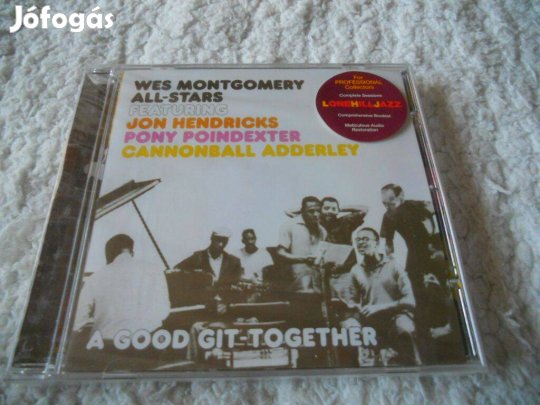 Jófogás
WES MONTGOMERY
ALL-STARS
FEATURING
JON HENDRICKS
PONY POINDEXTER
CANNONBALL ADDERLEY
For
PROFESSIONAL
Collectors
Complete Sessions
LONEHILLJAZZ
Comprehensive Booklet
Meticulous Audio
Restoration
A GOOD GIT-TOGETHER